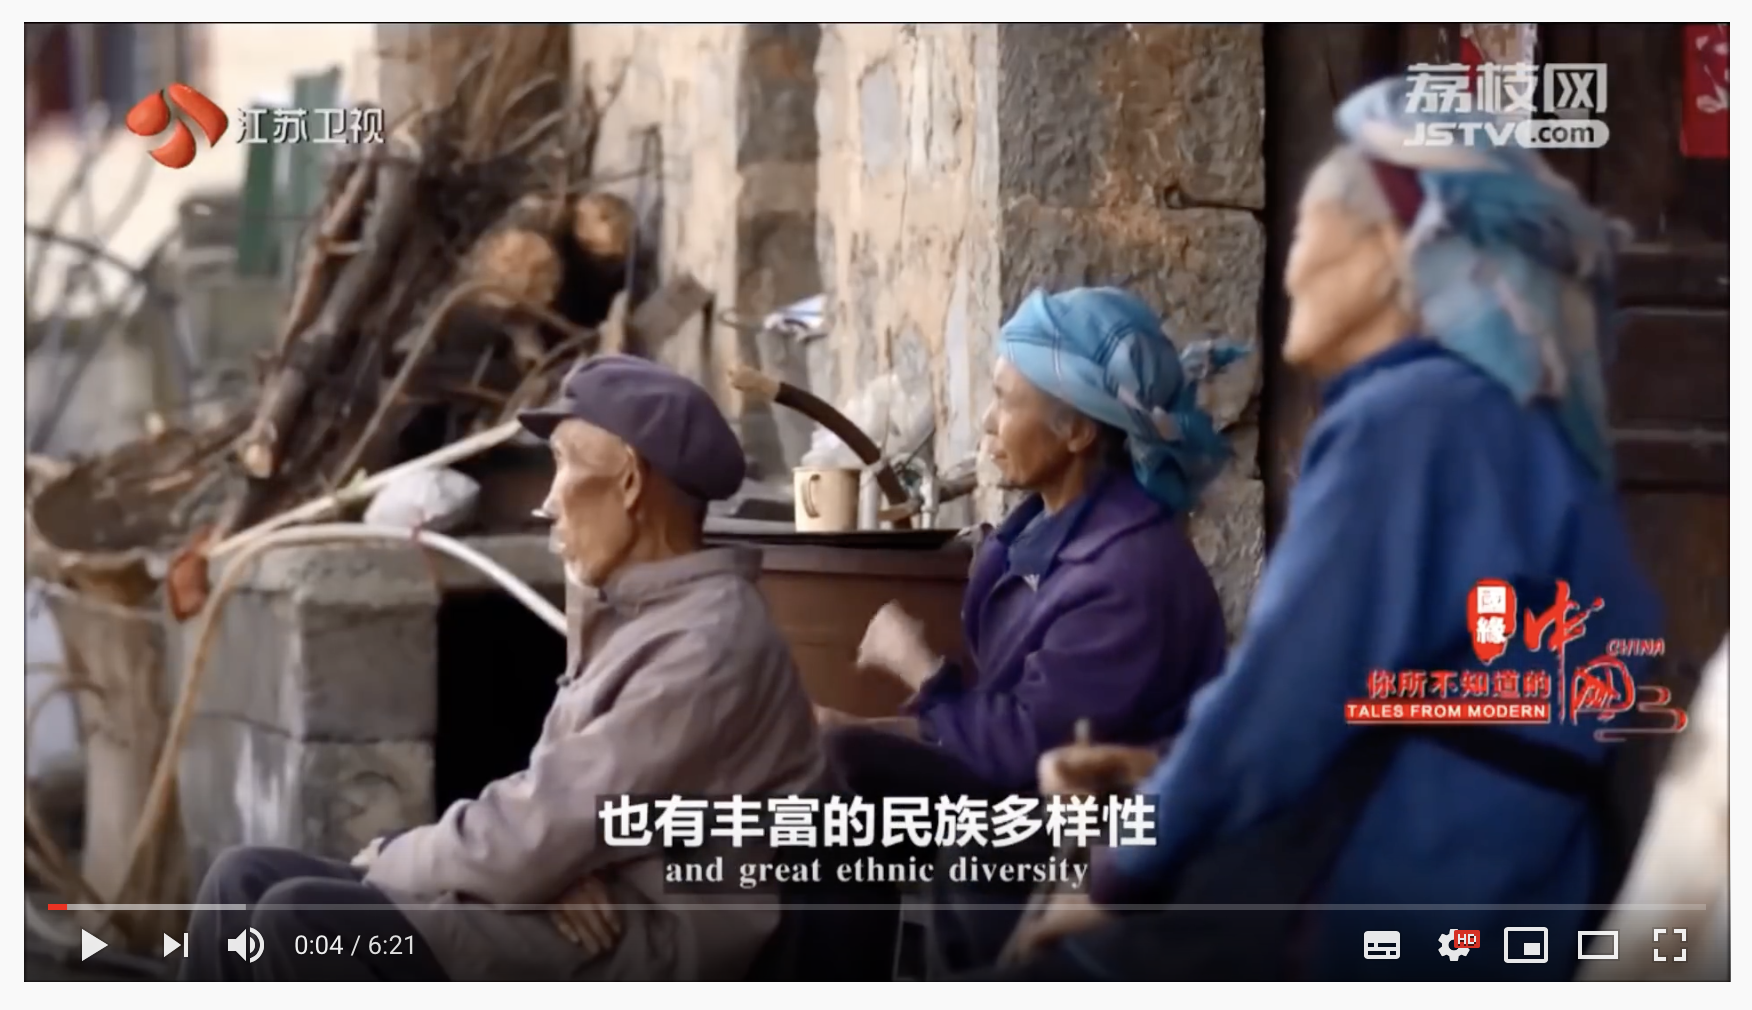 江苏卫视
荔枝网
JSTV.com
國緣
中国
CHINA
你所不知道的
TALES FROM MODERN
也有丰富的民族多样性
and great ethnic diversity
0:04 / 6:21
HD